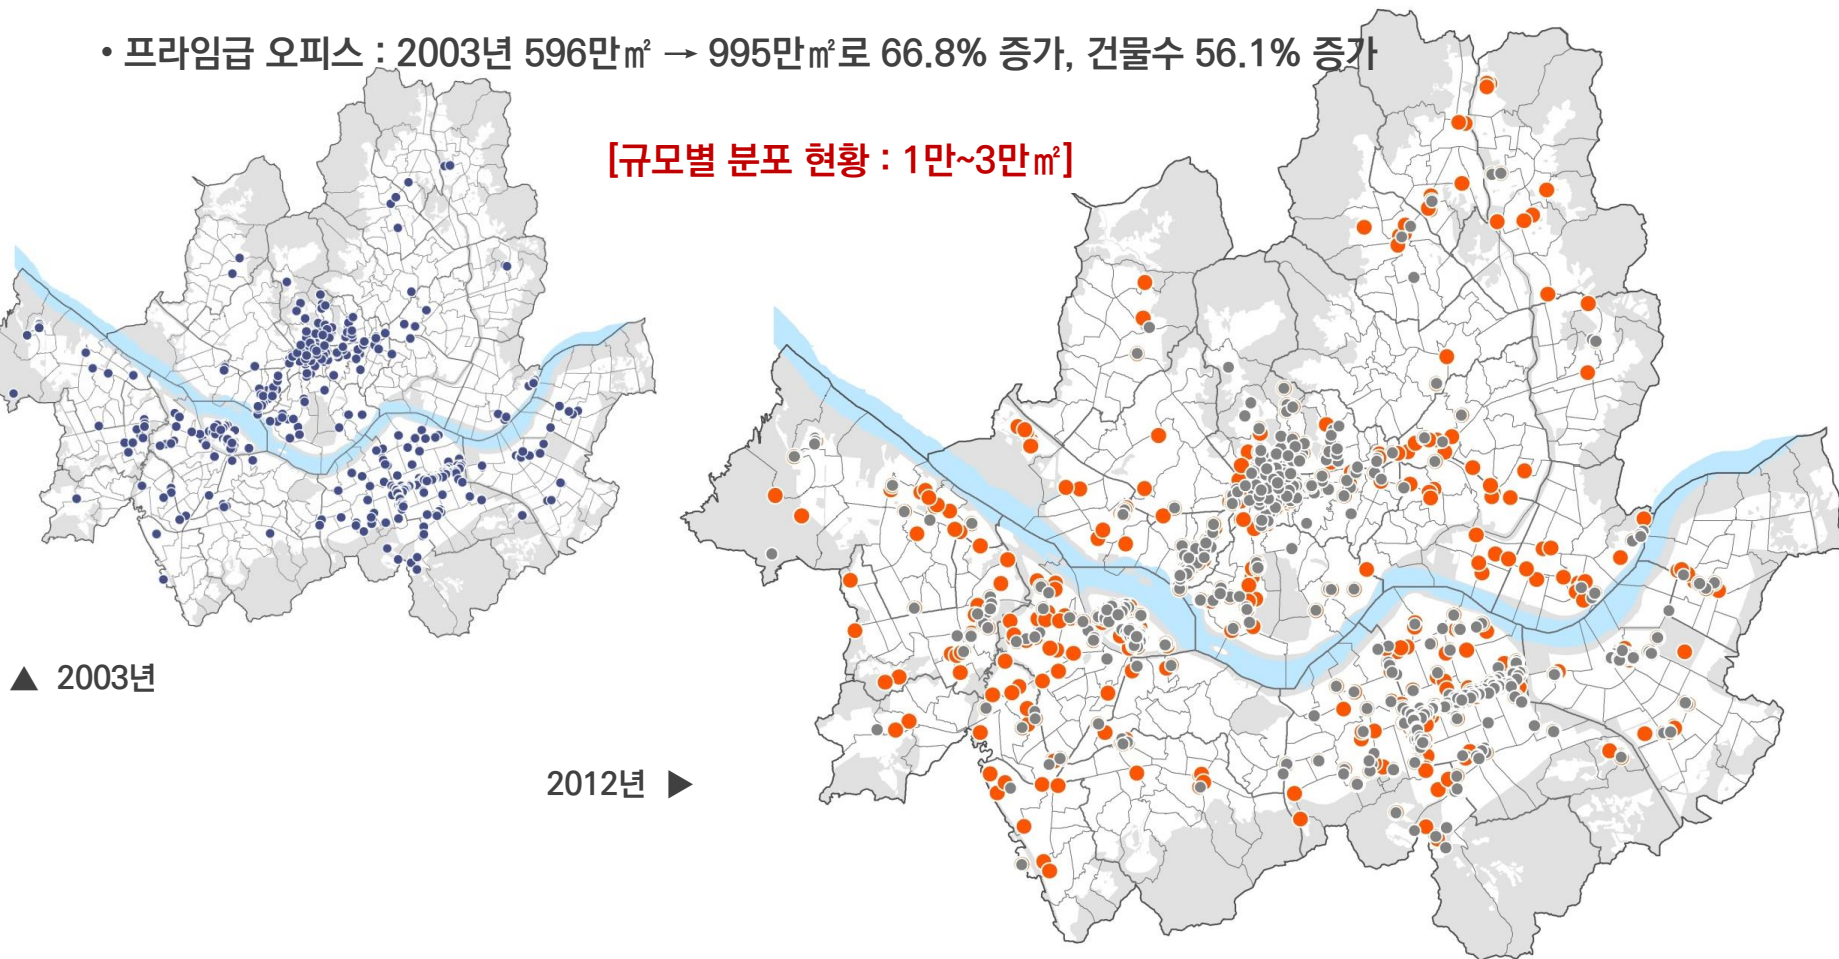 • 프라임급 오피스 : 2003년 596만㎡ → 995만㎡로 66.8% 증가, 건물수 56.1% 증가
[규모별 분포 현황 : 1만~3만㎡]
▲ 2003년
2012년 ▶